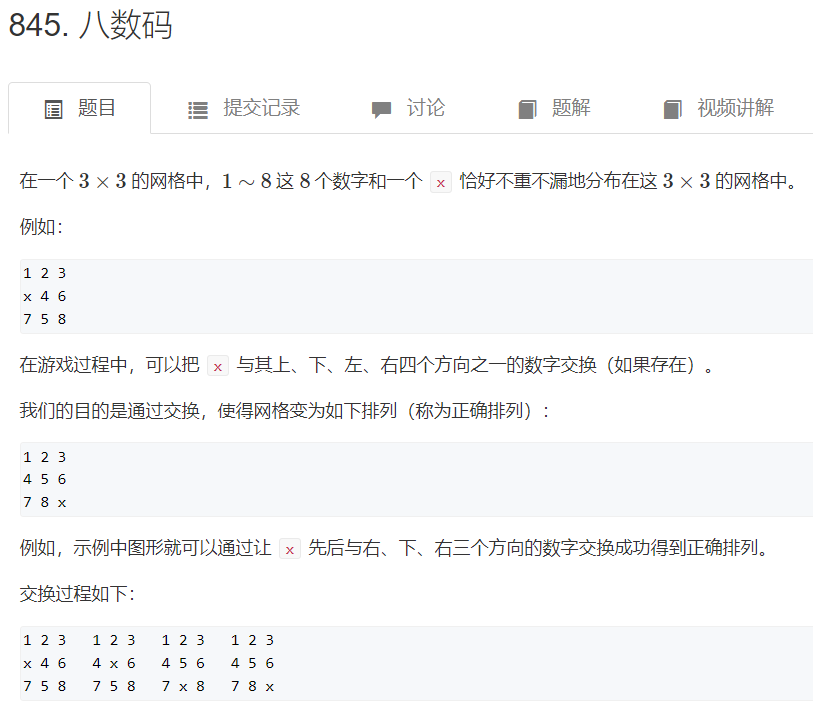 845. 八数码
题目 提交记录 讨论 题解 视频讲解
在一个 3 × 3 的网格中，1 ∼ 8 这 8 个数字和一个 x 恰好不重不漏地分布在这 3 × 3 的网格中。
例如：
1 2 3
x 4 6
7 5 8
在游戏过程中，可以把 x 与其上、下、左、右四个方向之一的数字交换（如果存在）。
我们的目的是通过交换，使得网格变为如下排列（称为正确排列）：
1 2 3
4 5 6
7 8 x
例如，示例中图形就可以通过让 x 先后与右、下、右三个方向的数字交换成功得到正确排列。
交换过程如下：
1 2 3   1 2 3   1 2 3   1 2 3
x 4 6   4 x 6   4 5 6   4 5 6
7 5 8   7 5 8   7 x 8   7 8 x